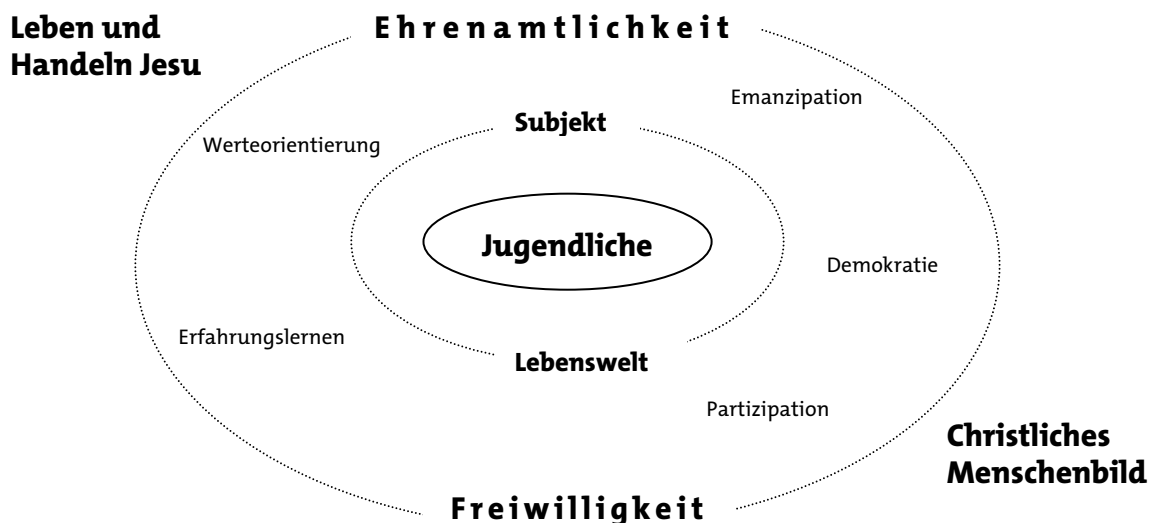 Leben und
Handeln Jesu
Ehrenamtlichkeit
Emanzipation
Subjekt
Werteorientierung
Jugendliche
Demokratie
Erfahrungslernen
Lebenswelt
Partizipation
Christliches
Menschenbild
Freiwilligkeit